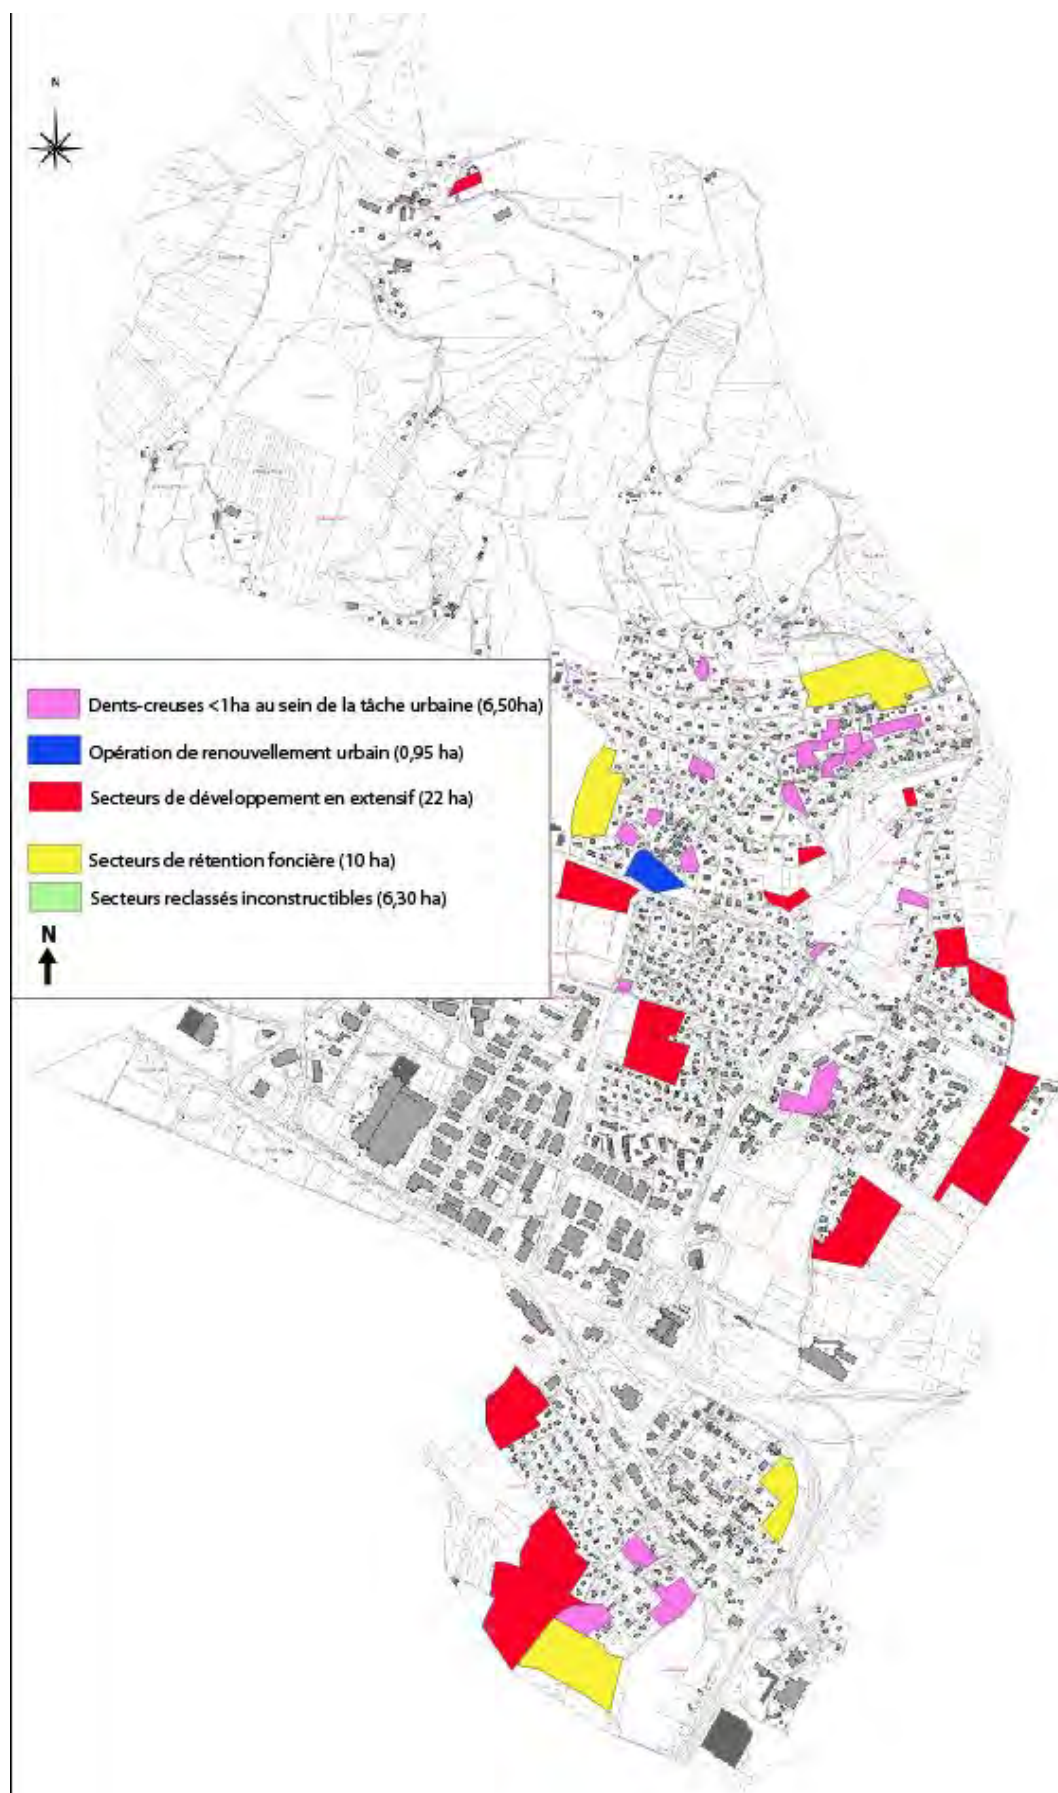 N
Dents-creuses <1ha au sein de la tâche urbaine (6,50ha)
Opération de renouvellement urbain (0,95 ha)
Secteurs de développement en extensif (22 ha)
Secteurs de rétention foncière (10 ha)
Secteurs reclassés inconstructibles (6,30 ha)
N